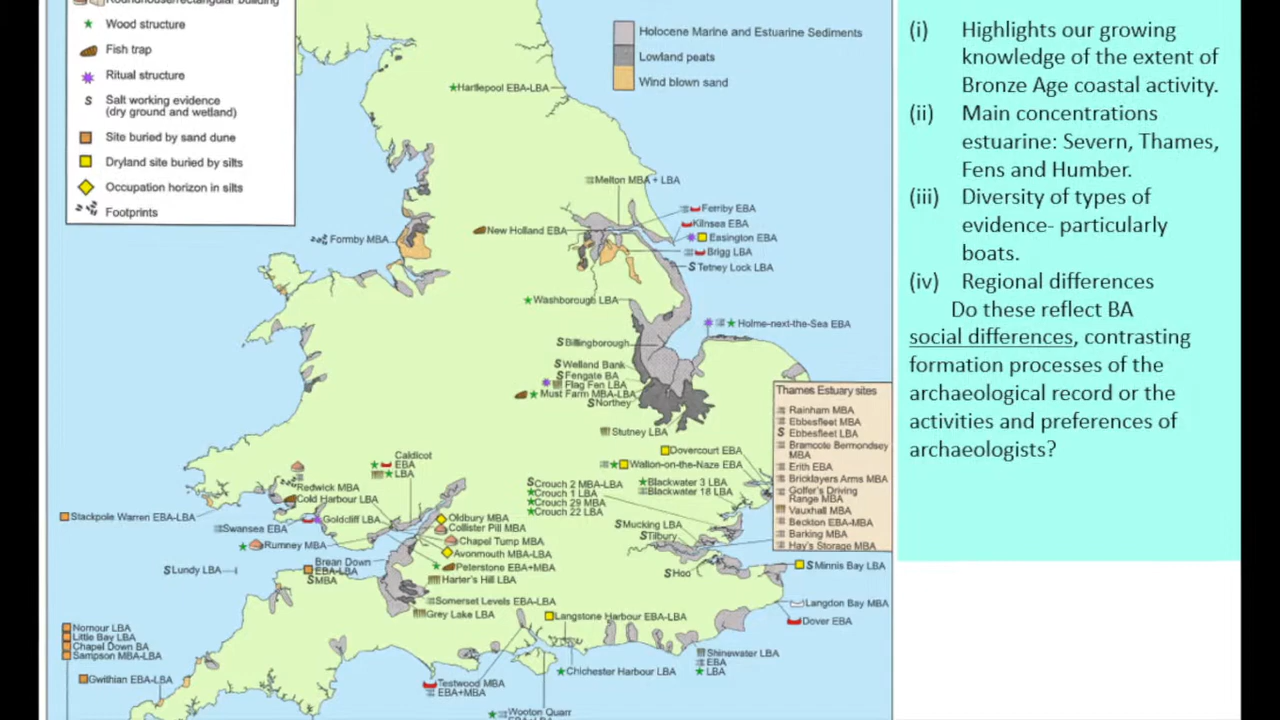 Roundhouse/rectangular building
Wood structure
Fish trap
Ritual structure
Salt working evidence
(dry ground and wetland)
Site buried by sand dune
Dryland site buried by silts
Occupation horizon in silts
Footprints
Holocene Marine and Estuarine Sediments
Lowland peats
Wind blown sand
Hartlepool EBA-LBA
Melton MBA + LBA
Ferriby EBA
Kilnsea EBA
New Holland EBA
Easington EBA
Formby MBA
Brigg LBA
Tetney Lock LBA
Washborough LBA
Holme-next-the-Sea EBA
Billingborough
Welland Bank
Fengate BA
Flag Fen LBA
Must Farm MBA-LBA
Northey
Stutney LBA
Thames Estuary sites
Rainham MBA
Ebbesfleet MBA
Ebbesfleet LBA
Bramcote Bermondsey
MBA
Erith EBA
Bricklayers Arms MBA
Golfer's Driving
Range MBA
Vauxhall MBA
Beckton EBA-MBA
Barking MBA
Hay's Storage MBA
Dovercourt EBA
Walton-on-the-Naze EBA
Crouch 2 MBA-LBA
Crouch 1 LBA
Crouch 29 MBA
Crouch 22 LBA
Blackwater 3 LBA
Blackwater 18 LBA
Mucking LBA
Tilbury
Hoo
Minnis Bay LBA
Langdon Bay MBA
Dover EBA
Caldicot
EBA
LBA
Redwick MBA
Cold Harbour LBA
Stackpole Warren EBA-LBA
Goldcliff LBA
Swansea EBA
Rumney MBA
Oldbury MBA
Collister Pill MBA
Chapel Tump MBA
Avonmouth MBA-LBA
Lundy LBA
Brean Down
EBA-LBA
MBA
Peterstone EBA+MBA
Harter's Hill LBA
Somerset Levels EBA-LBA
Grey Lake LBA
Langstone Harbour EBA-LBA
Nornour LBA
Little Bay LBA
Chapel Down BA
Sampson MBA-LBA
Gwithian EBA-LBA
Testwood MBA
EBA+MBA
Chichester Harbour LBA
Shinewater LBA
EBA
LBA
Wooton Quarr
(i) Highlights our growing
knowledge of the extent of
Bronze Age coastal activity.
(ii) Main concentrations
estuarine: Severn, Thames,
Fens and Humber.
(iii) Diversity of types of
evidence- particularly
boats.
(iv) Regional differences
Do these reflect BA
social differences, contrasting
formation processes of the
archaeological record or the
activities and preferences of
archaeologists?